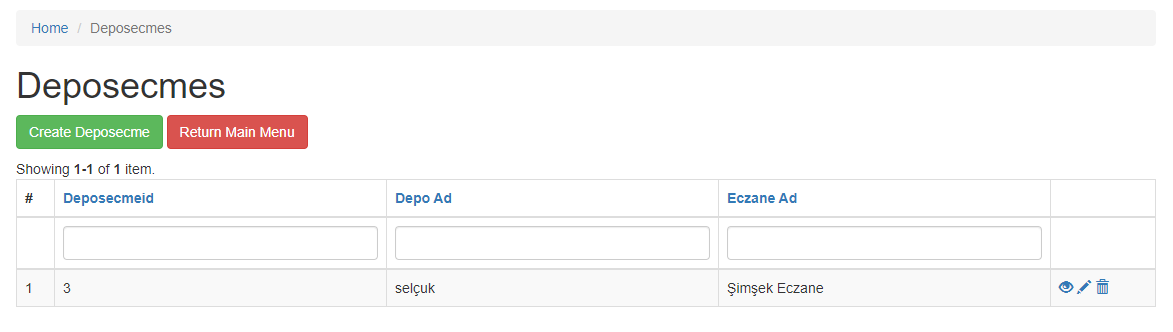 Home / Deposecmes
Deposecmes
Create Deposecme Return Main Menu
Showing 1-1 of 1 item.
# Deposecmeid Depo Ad Eczane Ad
1 3 selçuk Şimşek Eczane